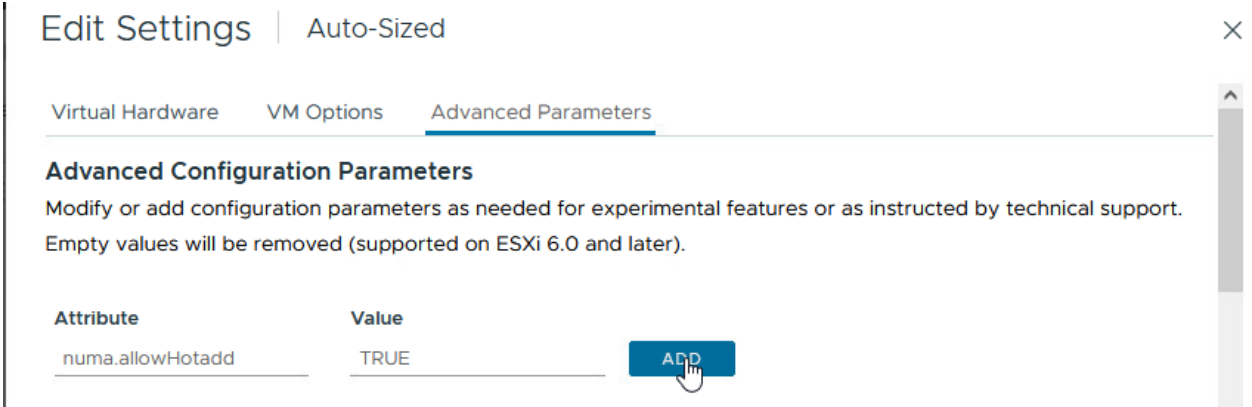 Edit Settings | Auto-Sized
Virtual Hardware VM Options Advanced Parameters
Advanced Configuration Parameters
Modify or add configuration parameters as needed for experimental features or as instructed by technical support.
Empty values will be removed (supported on ESXi 6.0 and later).
Attribute Value
numa.allowHotadd TRUE ADD